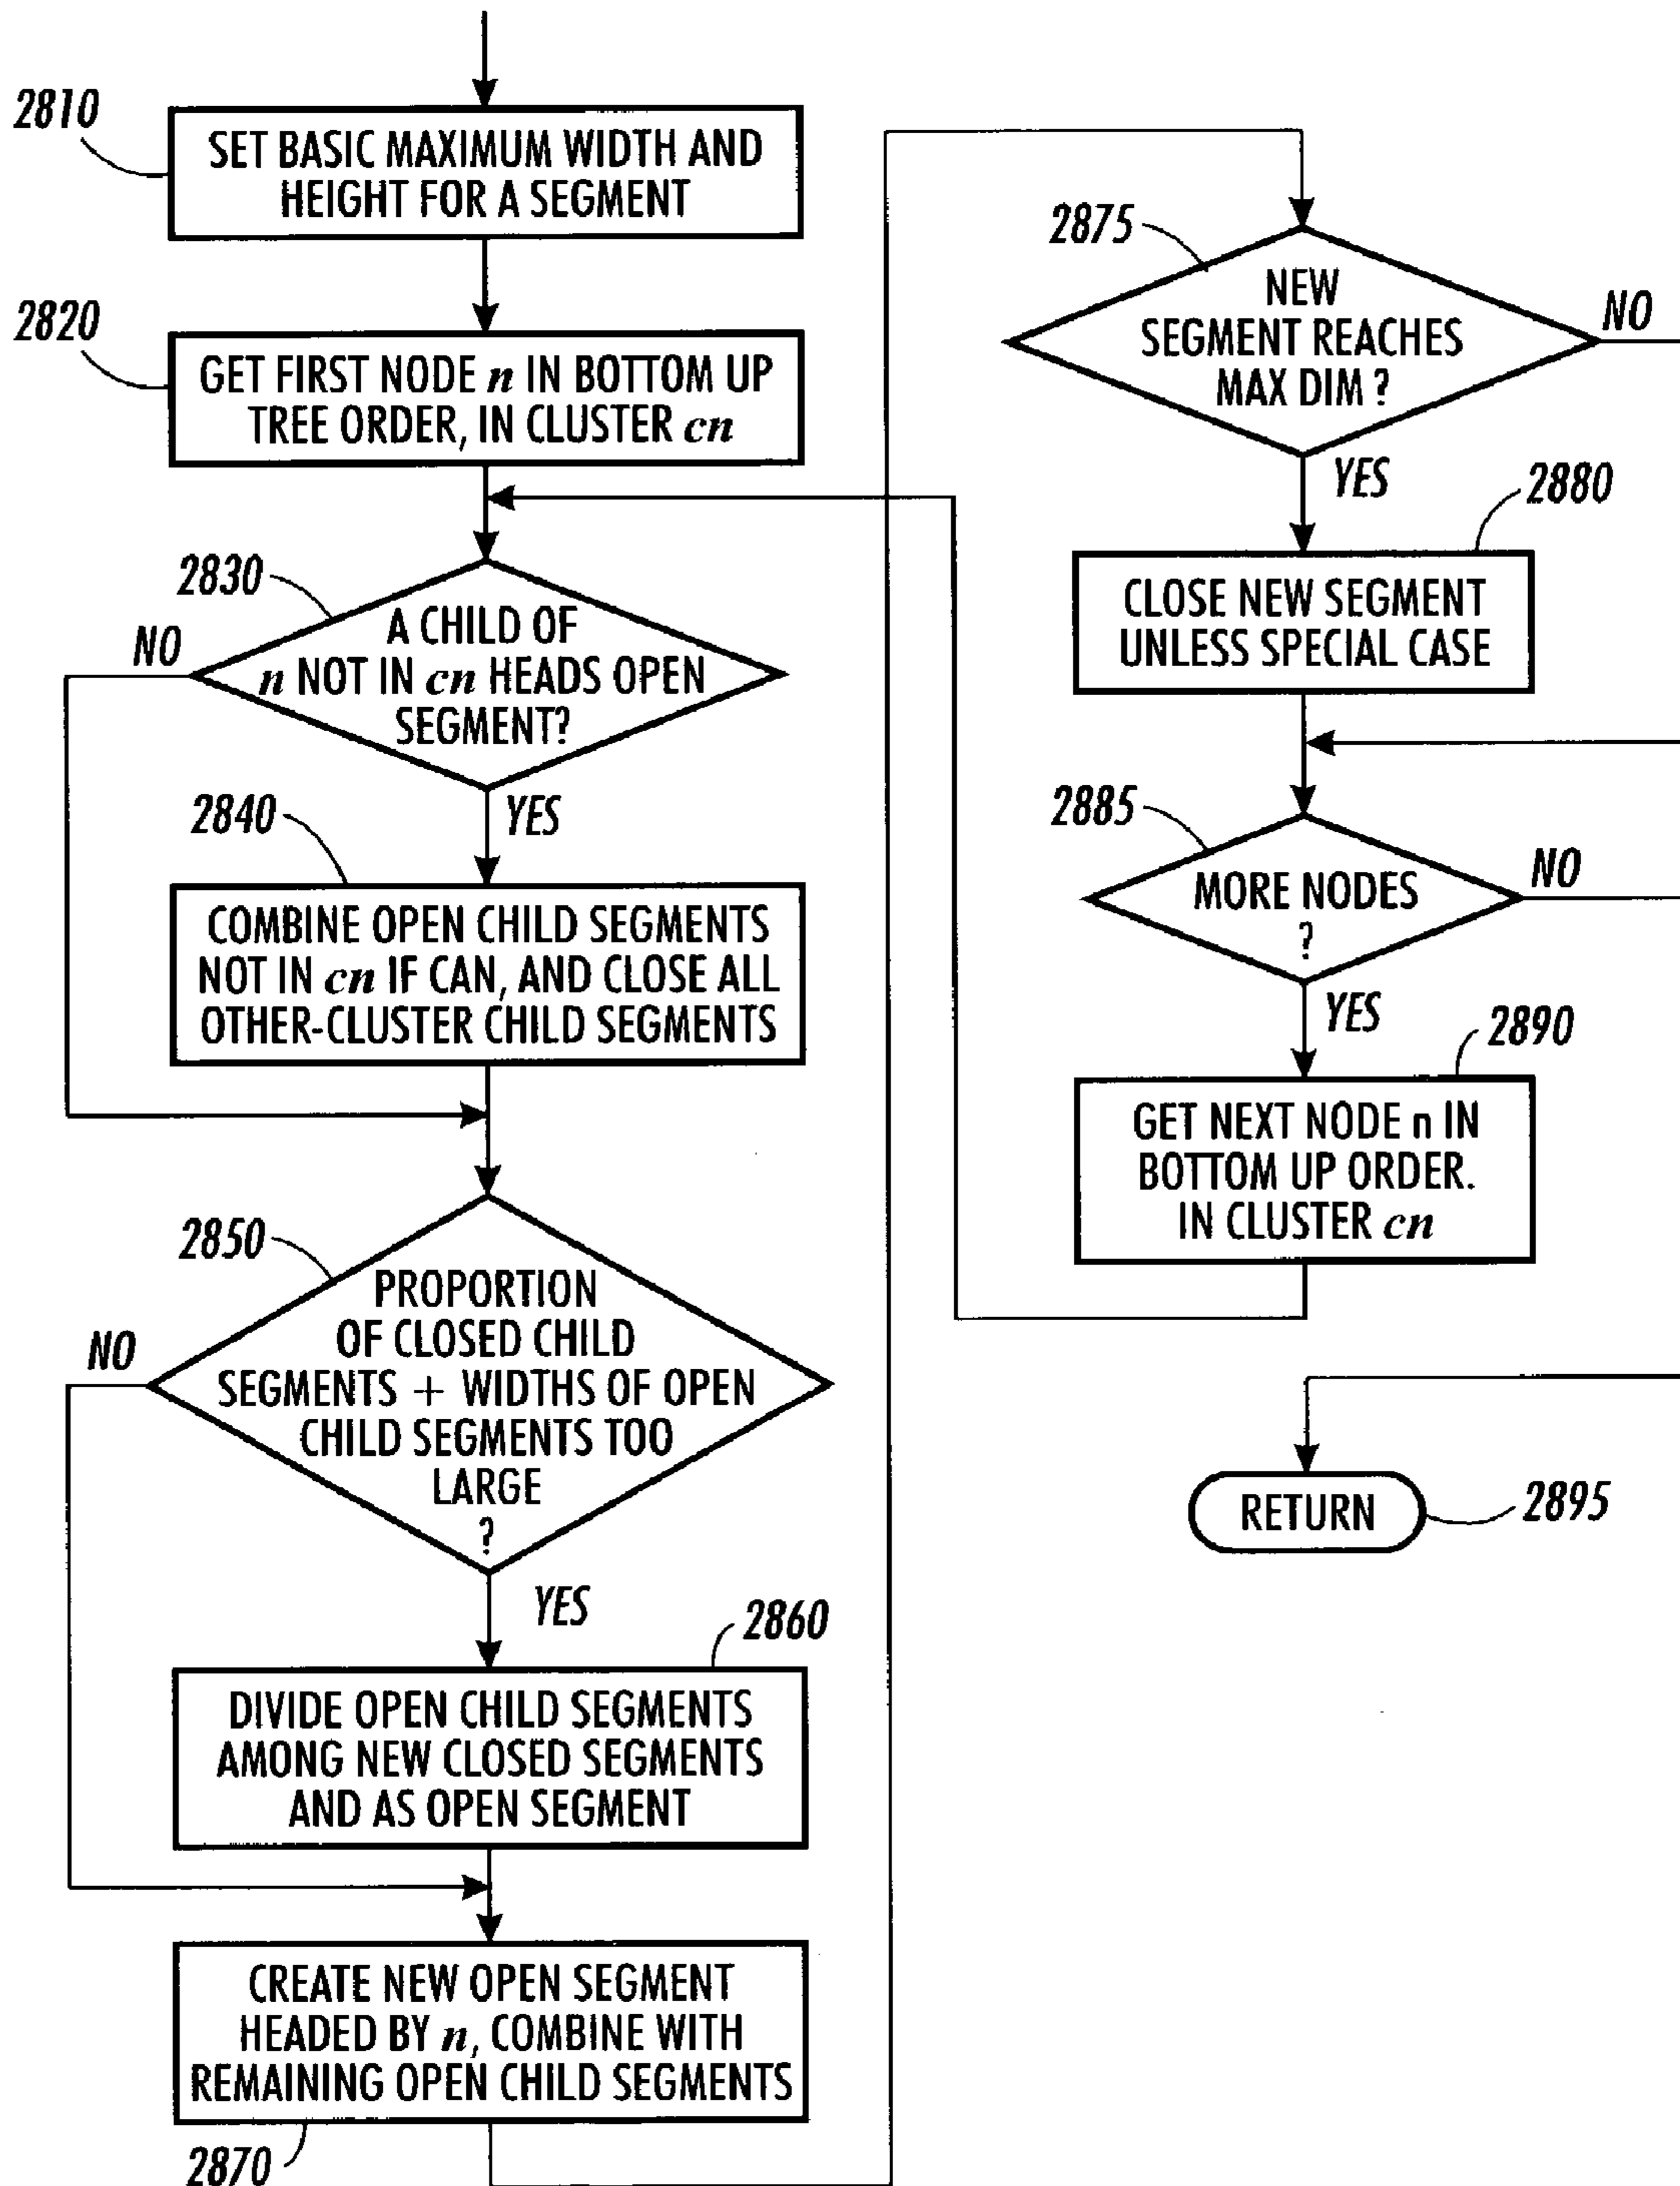 2810
SET BASIC MAXIMUM WIDTH AND
HEIGHT FOR A SEGMENT
2820
GET FIRST NODE n IN BOTTOM UP
TREE ORDER, IN CLUSTER cn
2830
A CHILD OF
n NOT IN cn HEADS OPEN
SEGMENT?
NO
YES
2840
COMBINE OPEN CHILD SEGMENTS
NOT IN cn IF CAN, AND CLOSE ALL
OTHER-CLUSTER CHILD SEGMENTS
2850
PROPORTION
OF CLOSED CHILD
SEGMENTS + WIDTHS OF OPEN
CHILD SEGMENTS TOO
LARGE
?
NO
YES
2860
DIVIDE OPEN CHILD SEGMENTS
AMONG NEW CLOSED SEGMENTS
AND AS OPEN SEGMENT
CREATE NEW OPEN SEGMENT
HEADED BY n, COMBINE WITH
REMAINING OPEN CHILD SEGMENTS
2870
2875
NEW
SEGMENT REACHES
MAX DIM ?
NO
YES
2880
CLOSE NEW SEGMENT
UNLESS SPECIAL CASE
2885
MORE NODES
?
NO
YES
2890
GET NEXT NODE n IN
BOTTOM UP ORDER.
IN CLUSTER cn
RETURN
2895